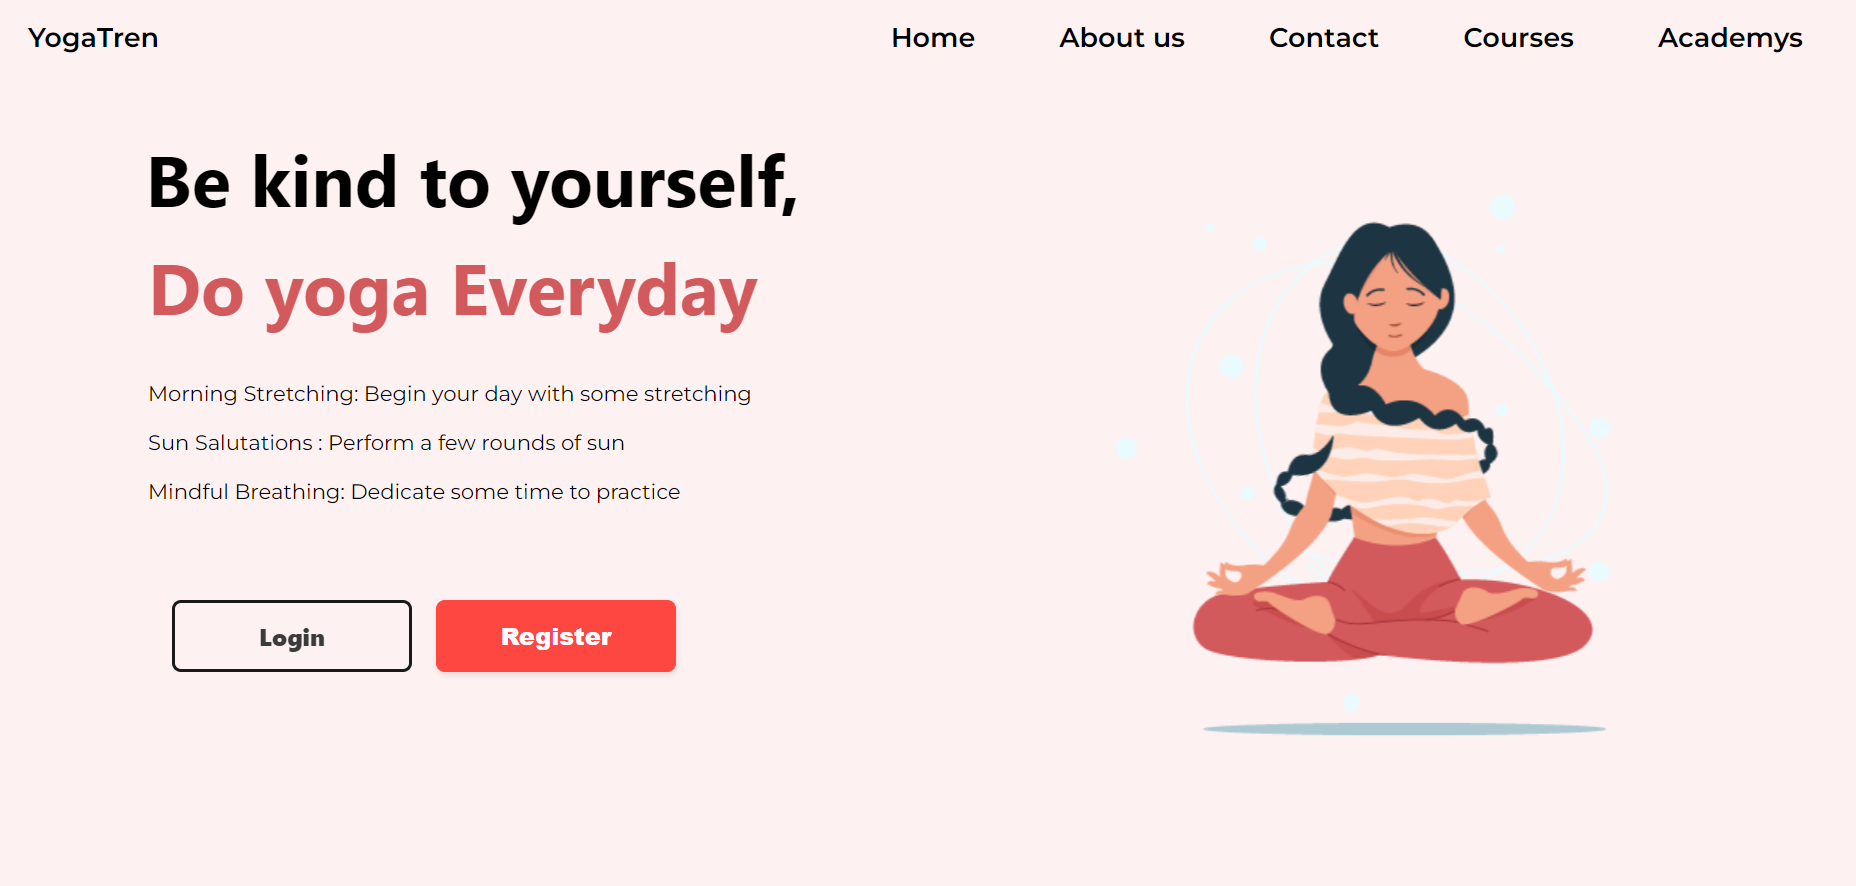 YogaTren
Home About us Contact Courses Academys
Be kind to yourself,
Do yoga Everyday
Morning Stretching: Begin your day with some stretching
Sun Salutations : Perform a few rounds of sun
Mindful Breathing: Dedicate some time to practice
Login
Register